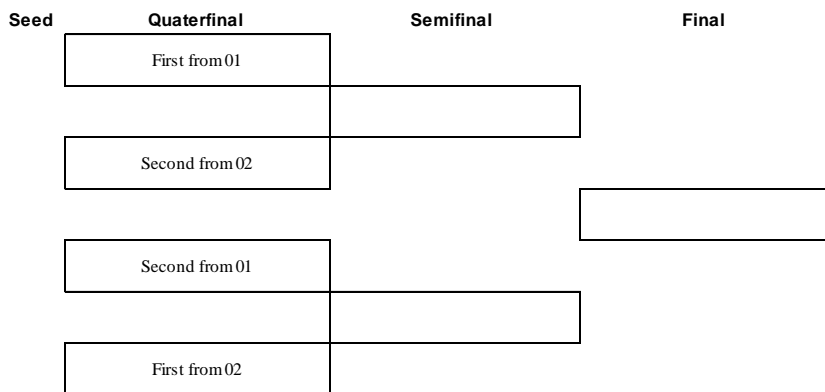 Seed Quaterfinal Semifinal Final
First from 01
Second from 02
Second from 01
First from 02